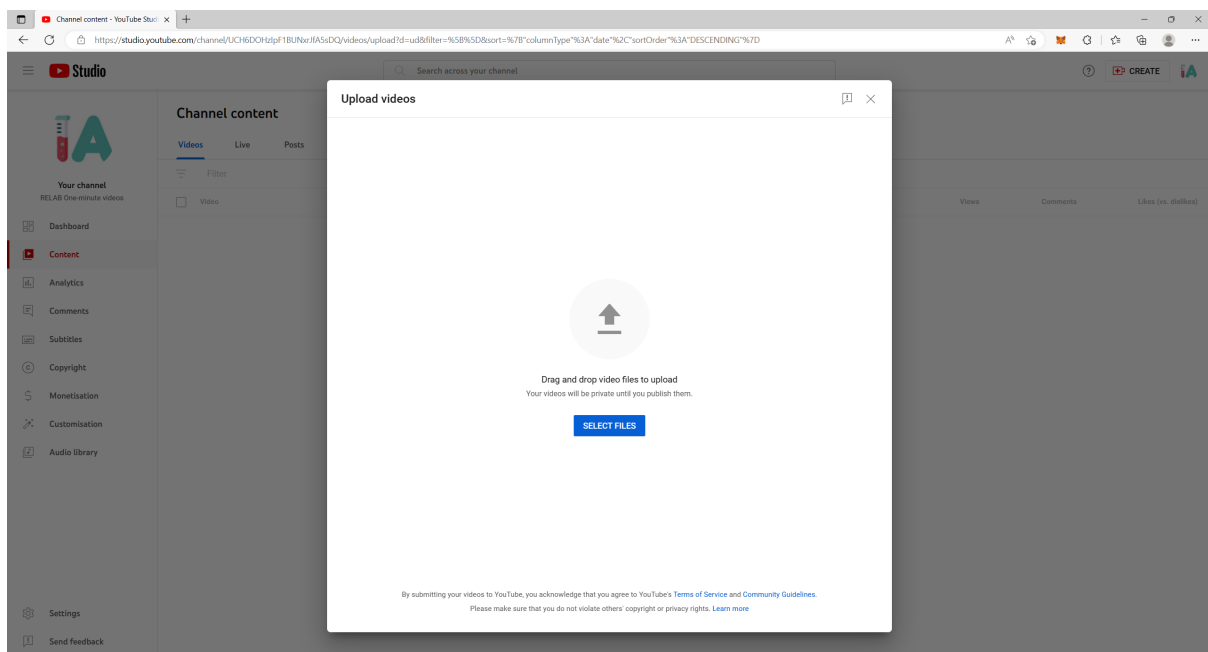 Channel content - YouTube Stud
https://studio.youtube.com/channel/UCH6DOHzlpF1BUNxrJfA5sDQ/videos/upload?d=ud&filter=%5B%5D&sort=%7B"columnType"%3A"date"%2C"sortOrder"%3A"DESCENDING"%7D
Studio
Search across your channel
CREATE
Your channel
RELAB One-minute videos
Dashboard
Content
Analytics
Comments
Subtitles
Copyright
Monetisation
Customisation
Audio library
Settings
Send feedback
Channel content
Videos Live Posts
Filter
Video Views Comments Likes (vs. dislikes)
Upload videos
Drag and drop video files to upload
Your videos will be private until you publish them.
SELECT FILES
By submitting your videos to YouTube, you acknowledge that you agree to YouTube's Terms of Service and Community Guidelines.
Please make sure that you do not violate others' copyright or privacy rights. Learn more